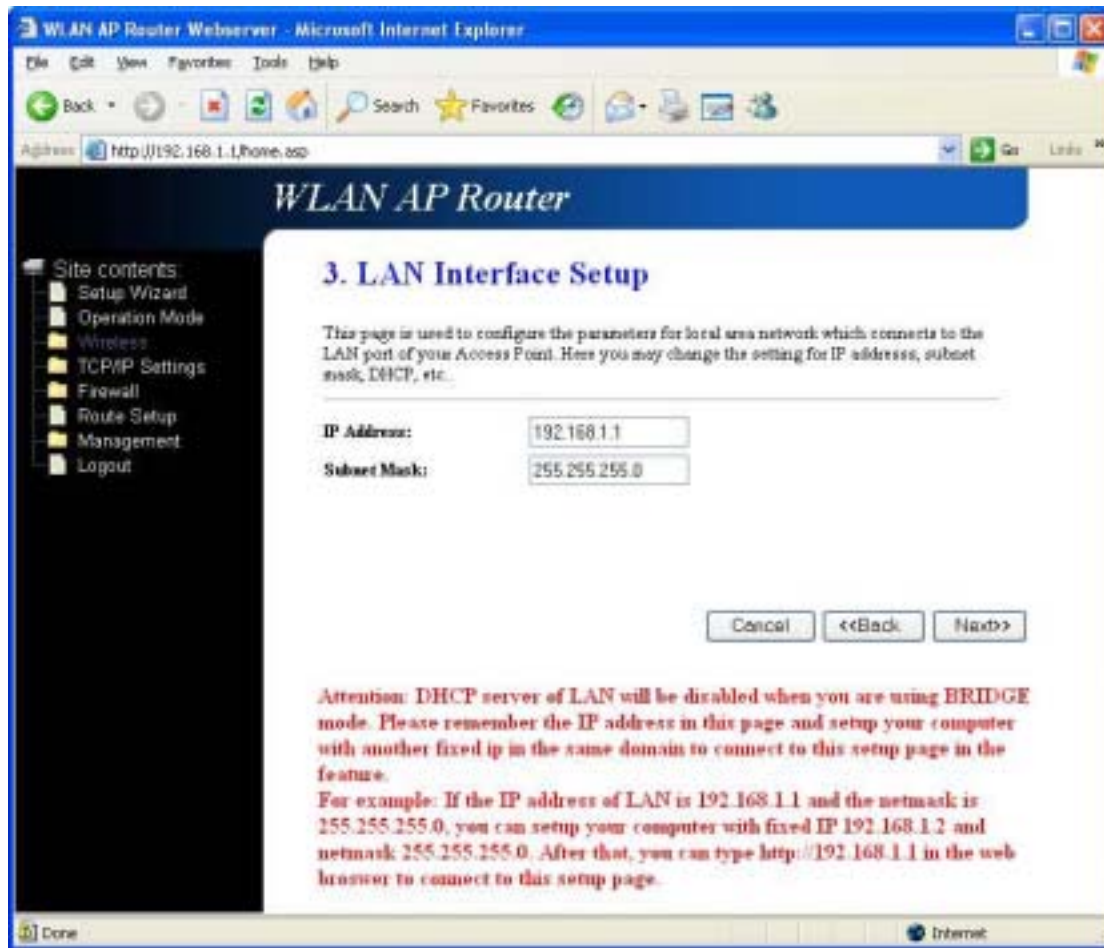 WLAN AP Router Webserver - Microsoft Internet Explorer
File Edit View Favorites Tools Help
Back Search Favorites
Address http://192.168.1.1/home.asp Go Links
WLAN AP Router
Site contents:
Setup Wizard
Operation Mode
Wireless
TCP/IP Settings
Firewall
Route Setup
Management
Logout
3. LAN Interface Setup
This page is used to configure the parameters for local area network which connects to the
LAN port of your Access Point. Here you may change the setting for IP addresss, subnet
mask, DHCP, etc..
IP Address: 192.168.1.1
Subnet Mask: 255.255.255.0
Cancel <<Back Next>>
Attention: DHCP server of LAN will be disabled when you are using BRIDGE
mode. Please remember the IP address in this page and setup your computer
with another fixed ip in the same domain to connect to this setup page in the
feature.
For example: If the IP address of LAN is 192.168.1.1 and the netmask is
255.255.255.0, you can setup your computer with fixed IP 192.168.1.2 and
netmask 255.255.255.0. After that, you can type http://192.168.1.1 in the web
broswer to connect to this setup page.
Done Internet